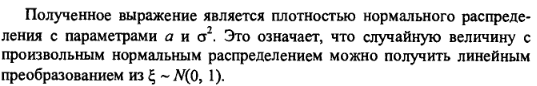 Полученное выражение является плотностью нормального распреде-
ления с параметрами a и σ². Это означает, что случайную величину с
произвольным нормальным распределением можно получить линейным
преобразованием из ξ ~ N(0, 1).